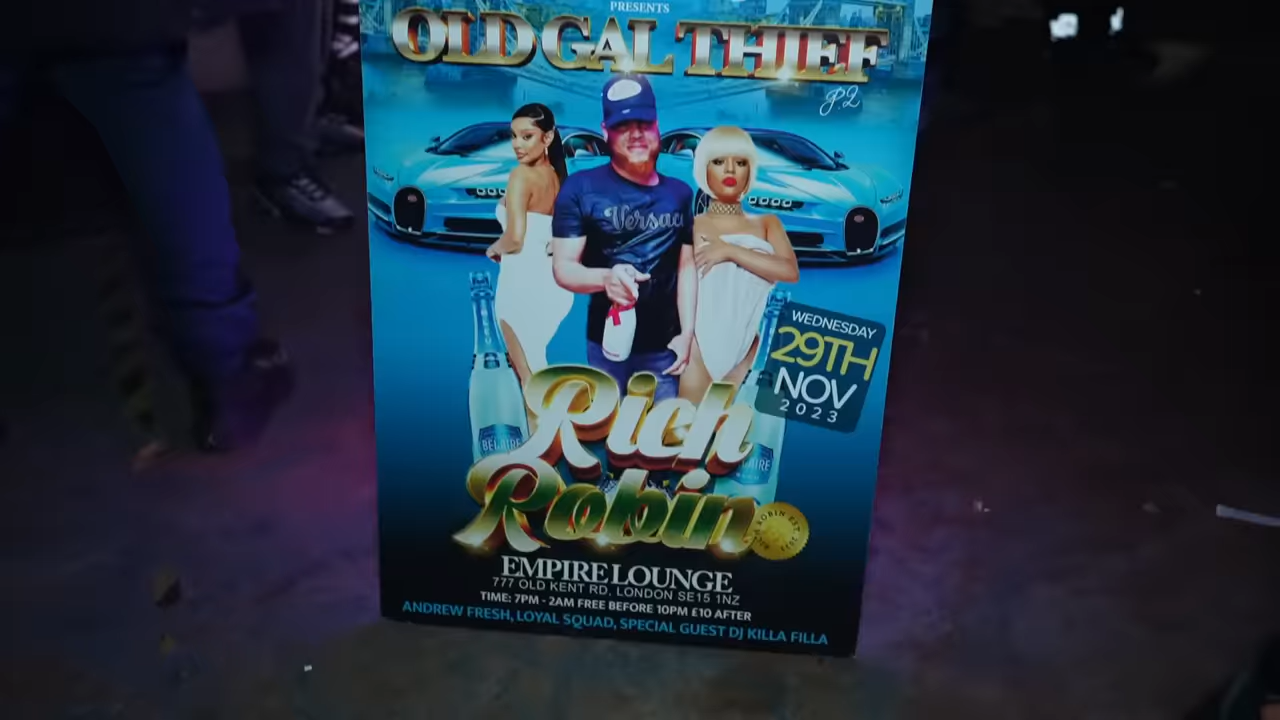 PRESENTS
OLD GAL THIEF
P.2
Versace
WEDNESDAY
29TH
NOV
2023
BELAIRE
Rich
Robin
EMPIRE LOUNGE
777 OLD KENT RD, LONDON SE15 1NZ
TIME: 7PM - 2AM FREE BEFORE 10PM £10 AFTER
ANDREW FRESH, LOYAL SQUAD, SPECIAL GUEST DJ KILLA FILLA